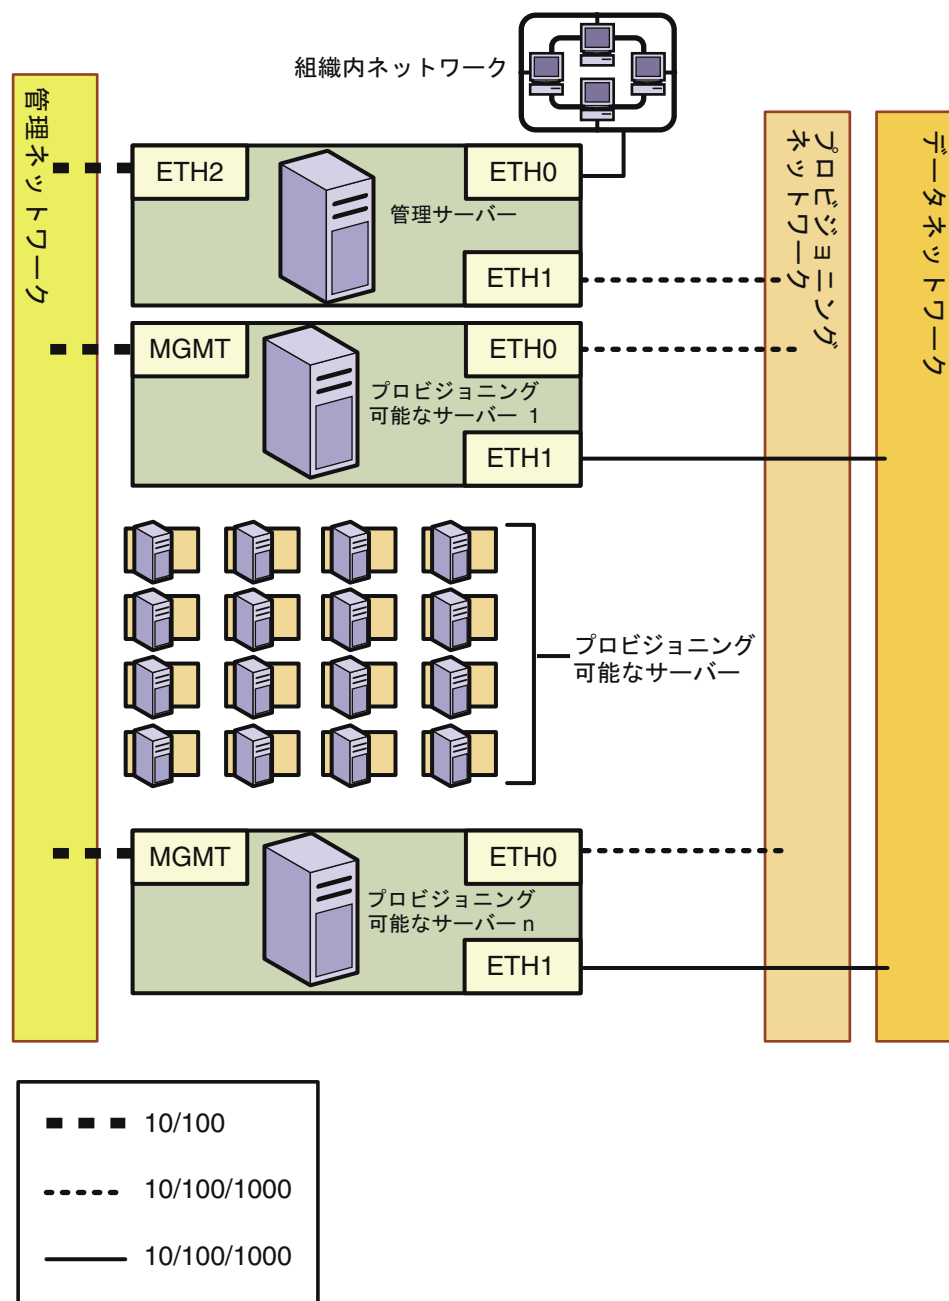 組織内ネットワーク
管理ネットワーク
ETH2
ETH0
管理サーバー
ETH1
プロビジョニング
ネットワーク
データネットワーク
MGMT
ETH0
プロビジョニング
可能なサーバー 1
ETH1
プロビジョニング
可能なサーバー
MGMT
ETH0
プロビジョニング
可能なサーバー n
ETH1
10/100
10/100/1000
10/100/1000